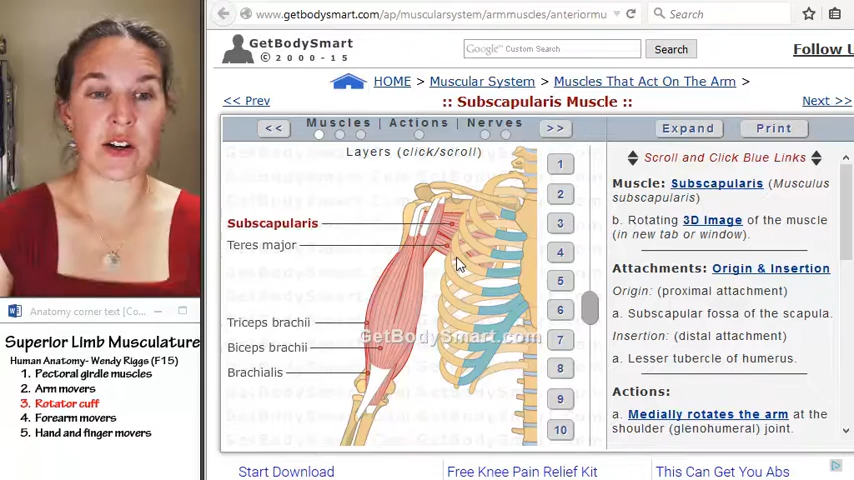 www.getbodysmart.com/ap/muscularsystem/armmuscles/anteriormu
Search
GetBodySmart
© 2000-15
Google™ Custom Search
Search
Follow U
HOME > Muscular System > Muscles That Act On The Arm >
<< Prev
:: Subscapularis Muscle ::
Next >>
<<
Muscles | Actions | Nerves
>>
Expand
Print
Layers (click/scroll)
Scroll and Click Blue Links
1
2
3
4
5
6
7
8
9
10
Subscapularis
Teres major
Triceps brachii
Biceps brachii
Brachialis
GetBodySmart.com
Muscle: Subscapularis (Musculus
subscapularis)
b. Rotating 3D Image of the muscle
(in new tab or window).
Attachments: Origin & Insertion
Origin: (proximal attachment)
a. Subscapular fossa of the scapula.
Insertion: (distal attachment)
a. Lesser tubercle of humerus.
Actions:
a. Medially rotates the arm at the
shoulder (glenohumeral) joint.
Anatomy corner text [Co...
Superior Limb Musculature
Human Anatomy- Wendy Riggs (F15)
1. Pectoral girdle muscles
2. Arm movers
3. Rotator cuff
4. Forearm movers
5. Hand and finger movers
Start Download
Free Knee Pain Relief Kit
This Can Get You Abs